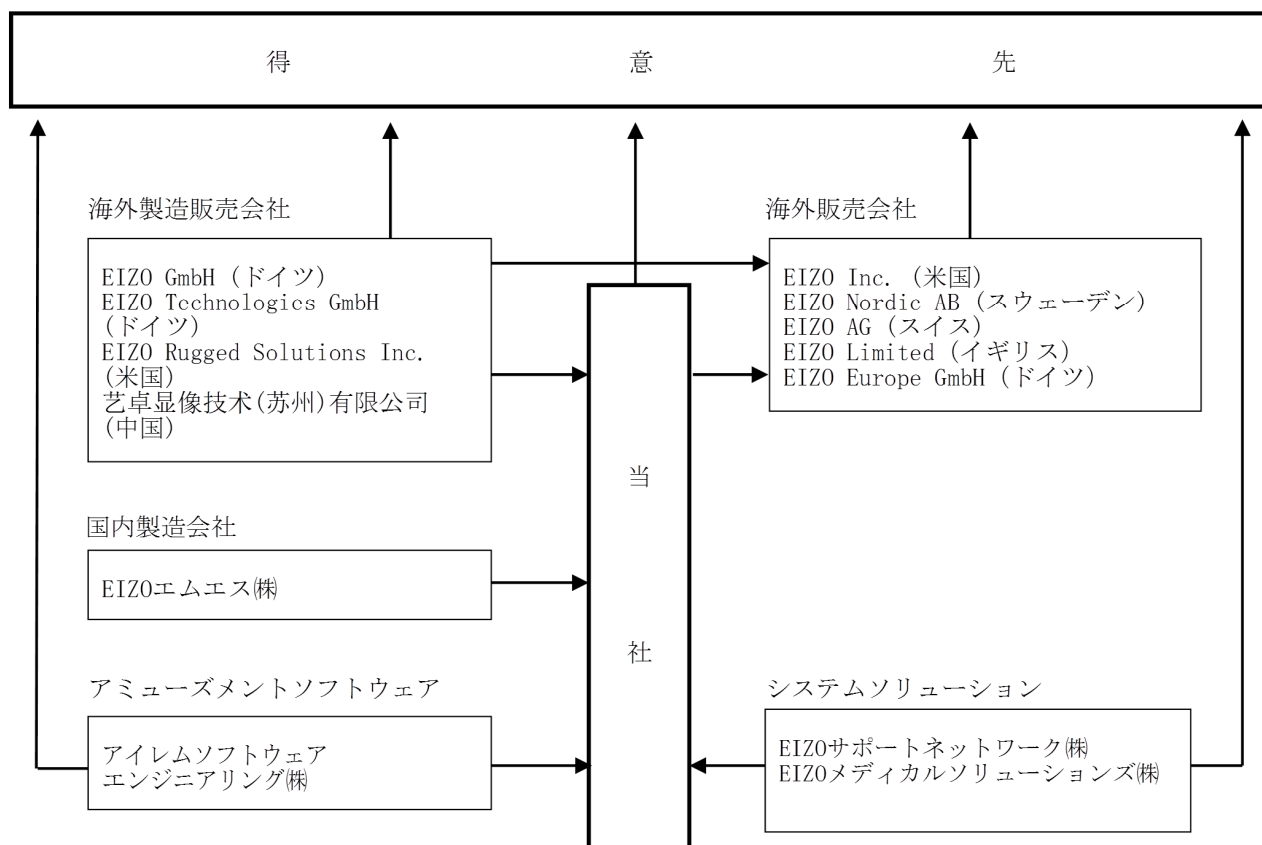 得意先
海外製造販売会社
EIZO GmbH (ドイツ)
EIZO Technologies GmbH
(ドイツ)
EIZO Rugged Solutions Inc.
(米国)
艺卓显像技术(苏州)有限公司
(中国)
海外販売会社
EIZO Inc. (米国)
EIZO Nordic AB (スウェーデン)
EIZO AG (スイス)
EIZO Limited (イギリス)
EIZO Europe GmbH (ドイツ)
当社
国内製造会社
EIZOエムエス㈱
アミューズメントソフトウェア
アイレムソフトウェア
エンジニアリング㈱
システムソリューション
EIZOサポートネットワーク㈱
EIZOメディカルソリューションズ㈱